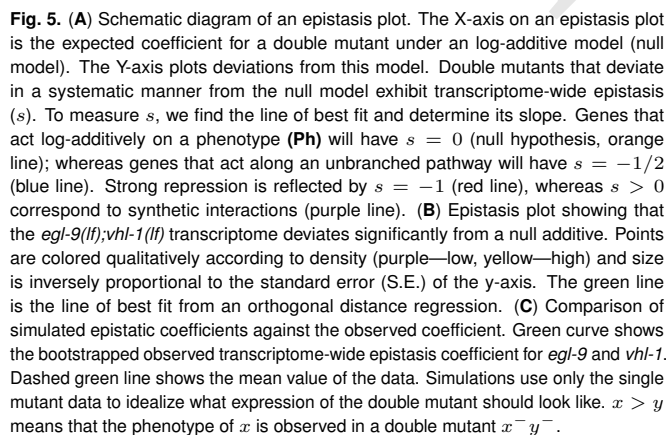 Fig. 5. (A) Schematic diagram of an epistasis plot. The X-axis on an epistasis plot
is the expected coefficient for a double mutant under an log-additive model (null
model). The Y-axis plots deviations from this model. Double mutants that deviate
in a systematic manner from the null model exhibit transcriptome-wide epistasis
(s). To measure s, we find the line of best fit and determine its slope. Genes that
act log-additively on a phenotype (Ph) will have s = 0 (null hypothesis, orange
line); whereas genes that act along an unbranched pathway will have s = −1/2
(blue line). Strong repression is reflected by s = −1 (red line), whereas s > 0
correspond to synthetic interactions (purple line). (B) Epistasis plot showing that
the egl-9(lf);vhl-1(lf) transcriptome deviates significantly from a null additive. Points
are colored qualitatively according to density (purple—low, yellow—high) and size
is inversely proportional to the standard error (S.E.) of the y-axis. The green line
is the line of best fit from an orthogonal distance regression. (C) Comparison of
simulated epistatic coefficients against the observed coefficient. Green curve shows
the bootstrapped observed transcriptome-wide epistasis coefficient for egl-9 and vhl-1.
Dashed green line shows the mean value of the data. Simulations use only the single
mutant data to idealize what expression of the double mutant should look like. x > y
means that the phenotype of x is observed in a double mutant x⁻y⁻.